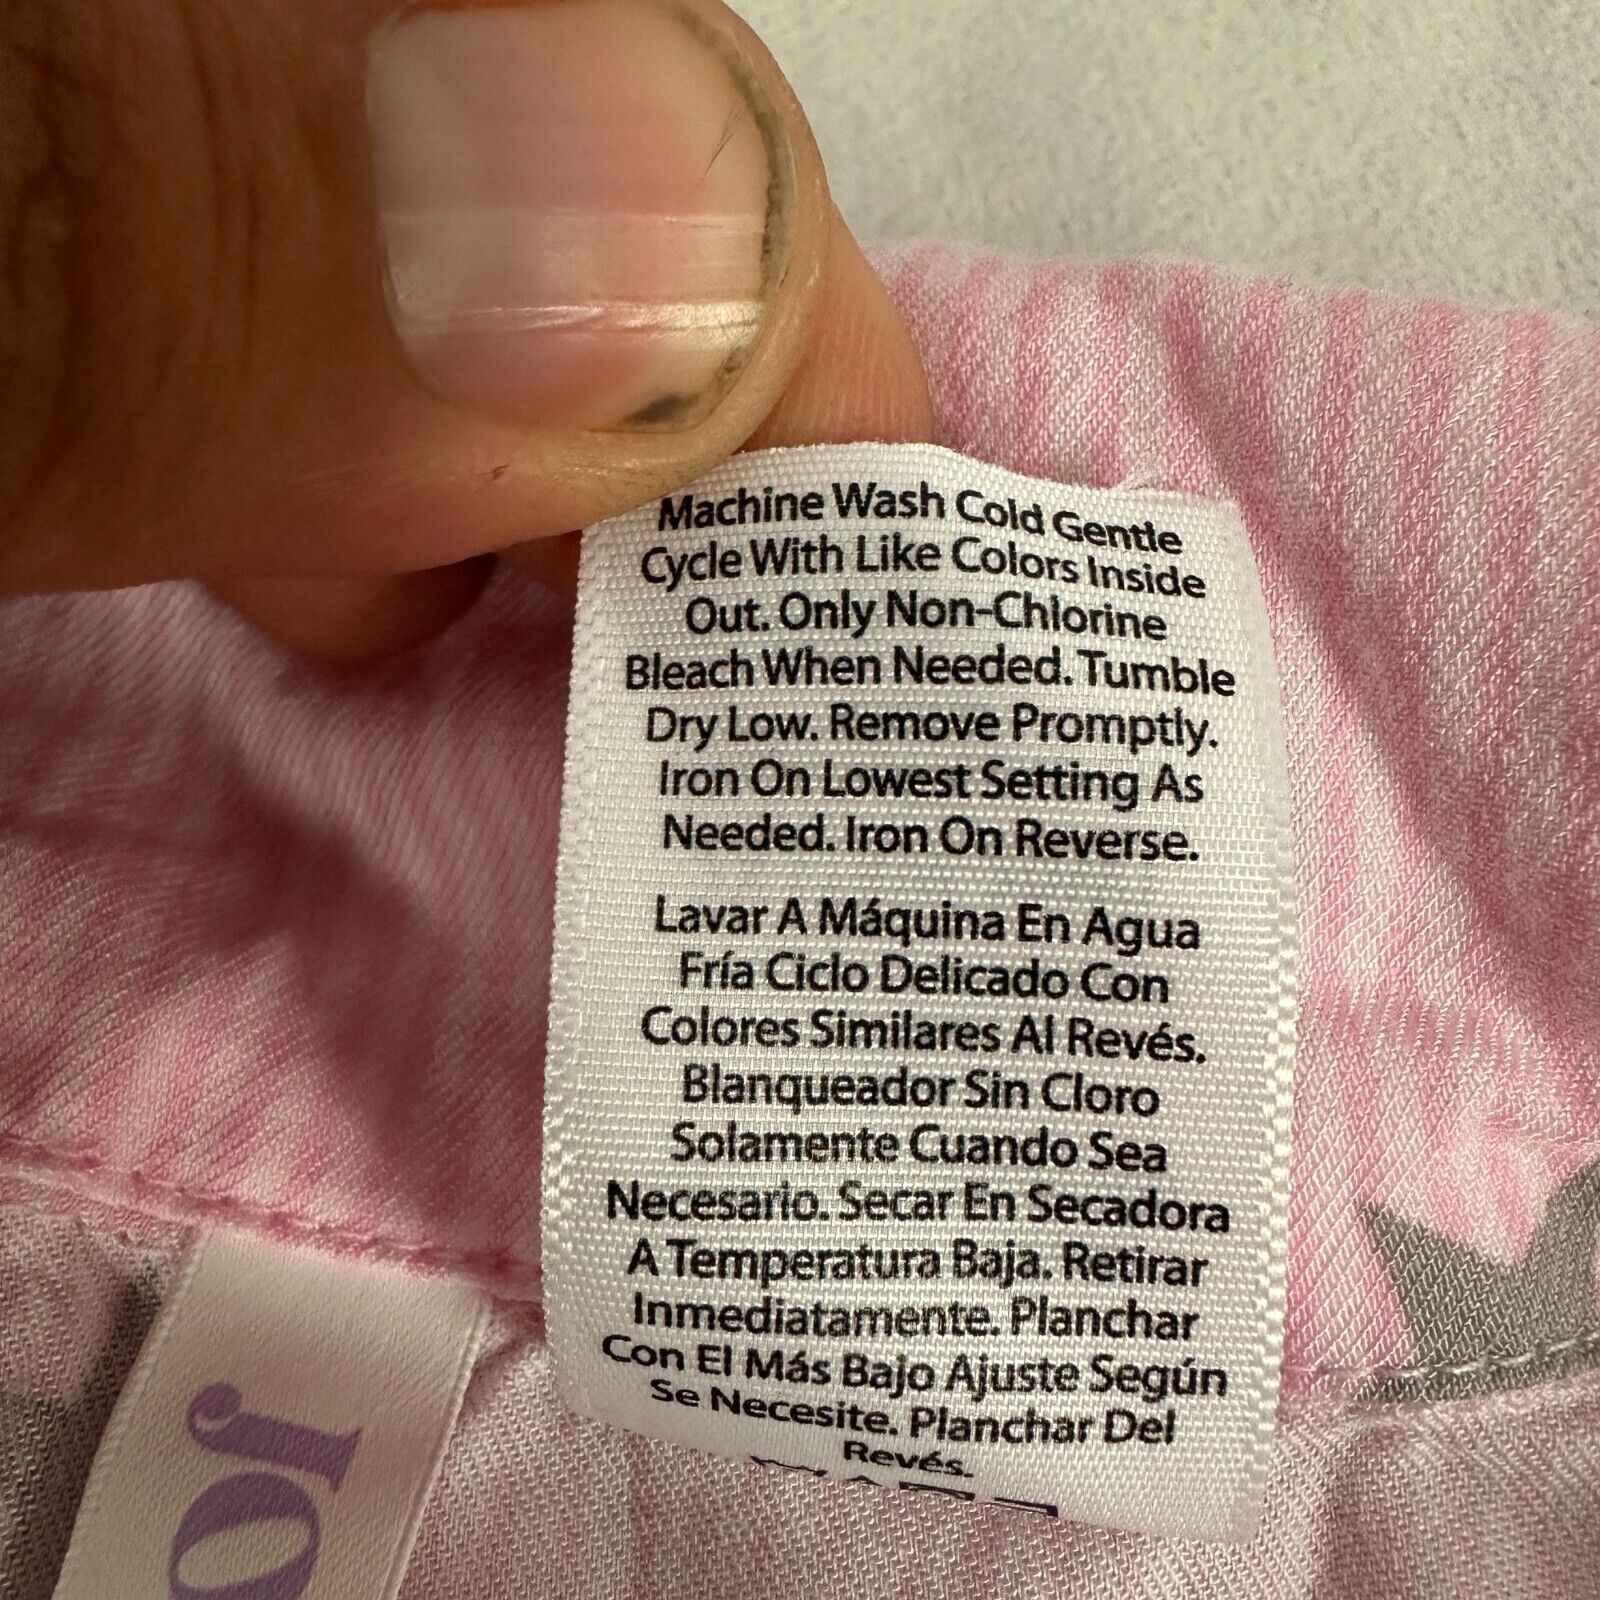 Machine Wash Cold Gentle
Cycle With Like Colors Inside
Out. Only Non-Chlorine
Bleach When Needed. Tumble
Dry Low. Remove Promptly.
Iron On Lowest Setting As
Needed. Iron On Reverse.
Lavar A Máquina En Agua
Fría Ciclo Delicado Con
Colores Similares Al Revés.
Blanqueador Sin Cloro
Solamente Cuando Sea
Necesario. Secar En Secadora
A Temperatura Baja. Retirar
Inmediatamente. Planchar
Con El Más Bajo Ajuste Según
Se Necesite. Planchar Del
Revés.
JO